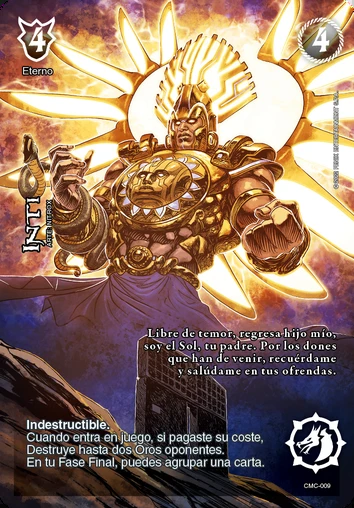 4
4
Eterno
INTI
Libre de temor, regresa hijo mío,
soy el Sol, tu padre. Por los dones
que han de venir, recuérdame
y salúdame en tus ofrendas.
Indestructible.
Cuando entra en juego, si pagaste su coste,
Destruye hasta dos Oros oponentes.
En tu Fase Final, puedes agrupar una carta.
CMC-009